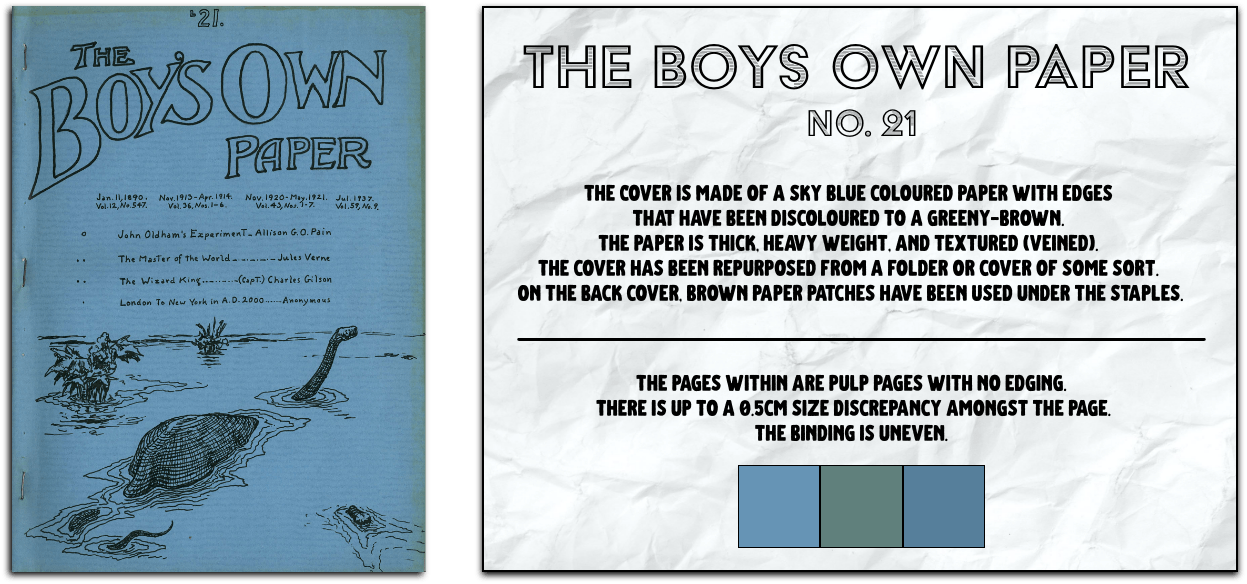 21.
THE
BOY'S OWN
PAPER
Jan. 11, 1890. Nov. 1913-Apr. 1914. Nov. 1920-May. 1921. Jul. 1937.
Vol. 12, No. 547. Vol. 36, Nos. 1-6. Vol. 43, Nos. 1-7. Vol. 59, No. 9.
John Oldham's Experiment_Allison G.O. Pain
The Master of the World_._._._Jules Verne
The Wizard King........(Capt.) Charles Gilson
London To New York in A.D. 2000......Anonymous
THE BOYS OWN PAPER
NO. 21
THE COVER IS MADE OF A SKY BLUE COLOURED PAPER WITH EDGES
THAT HAVE BEEN DISCOLOURED TO A GREENY-BROWN.
THE PAPER IS THICK, HEAVY WEIGHT, AND TEXTURED (VEINED).
THE COVER HAS BEEN REPURPOSED FROM A FOLDER OR COVER OF SOME SORT.
ON THE BACK COVER, BROWN PAPER PATCHES HAVE BEEN USED UNDER THE STAPLES.
THE PAGES WITHIN ARE PULP PAGES WITH NO EDGING.
THERE IS UP TO A 0.5CM SIZE DISCREPANCY AMONGST THE PAGE.
THE BINDING IS UNEVEN.